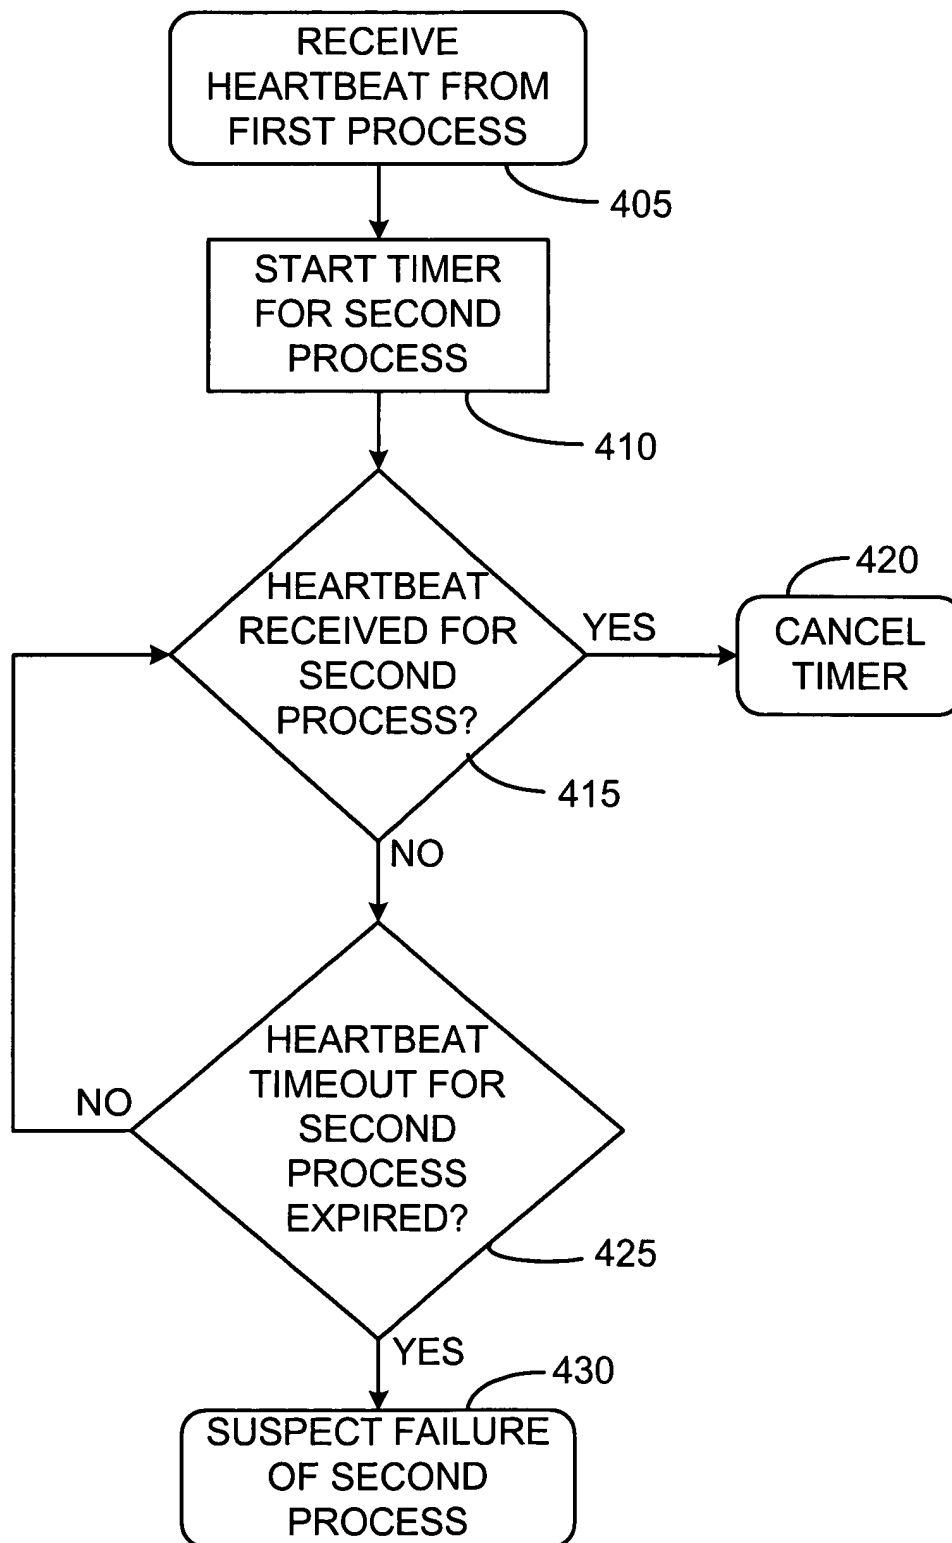 RECEIVE
HEARTBEAT FROM
FIRST PROCESS
405
START TIMER
FOR SECOND
PROCESS
410
HEARTBEAT
RECEIVED FOR
SECOND
PROCESS?
415
YES
420
CANCEL
TIMER
NO
HEARTBEAT
TIMEOUT FOR
SECOND
PROCESS
EXPIRED?
425
NO
YES
430
SUSPECT FAILURE
OF SECOND
PROCESS